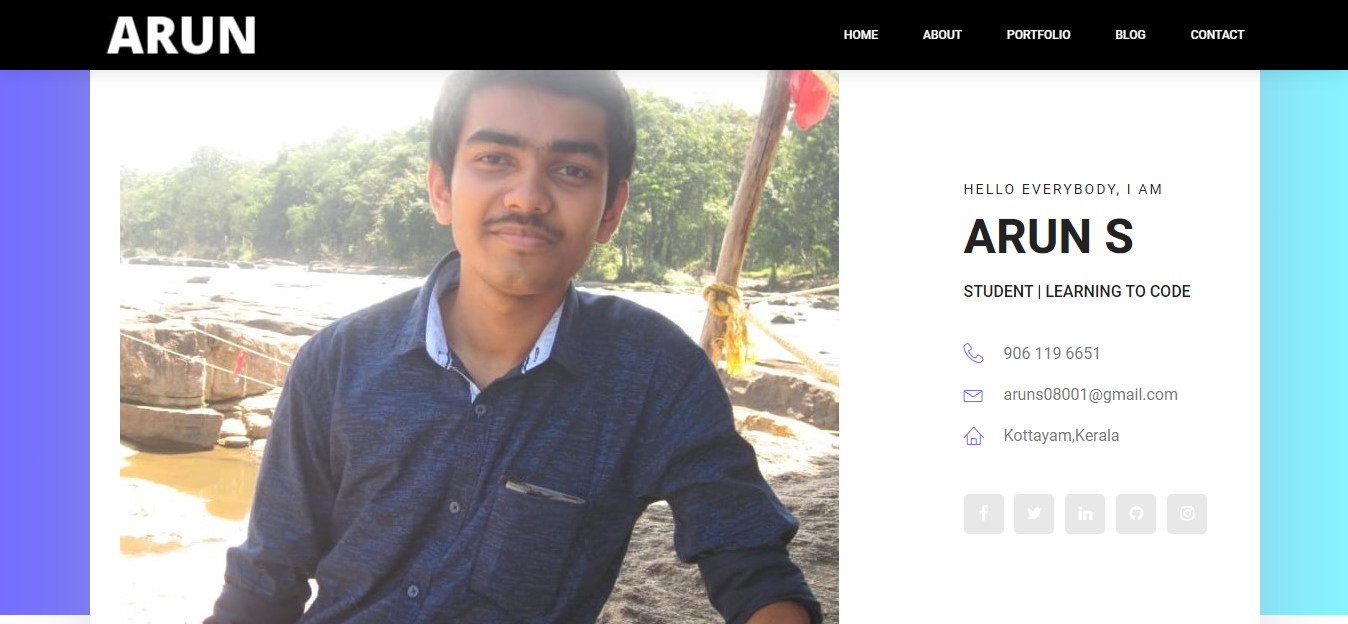 ARUN
HOME ABOUT PORTFOLIO BLOG CONTACT
HELLO EVERYBODY, I AM
ARUN S
STUDENT | LEARNING TO CODE
906 119 6651
aruns08001@gmail.com
Kottayam,Kerala